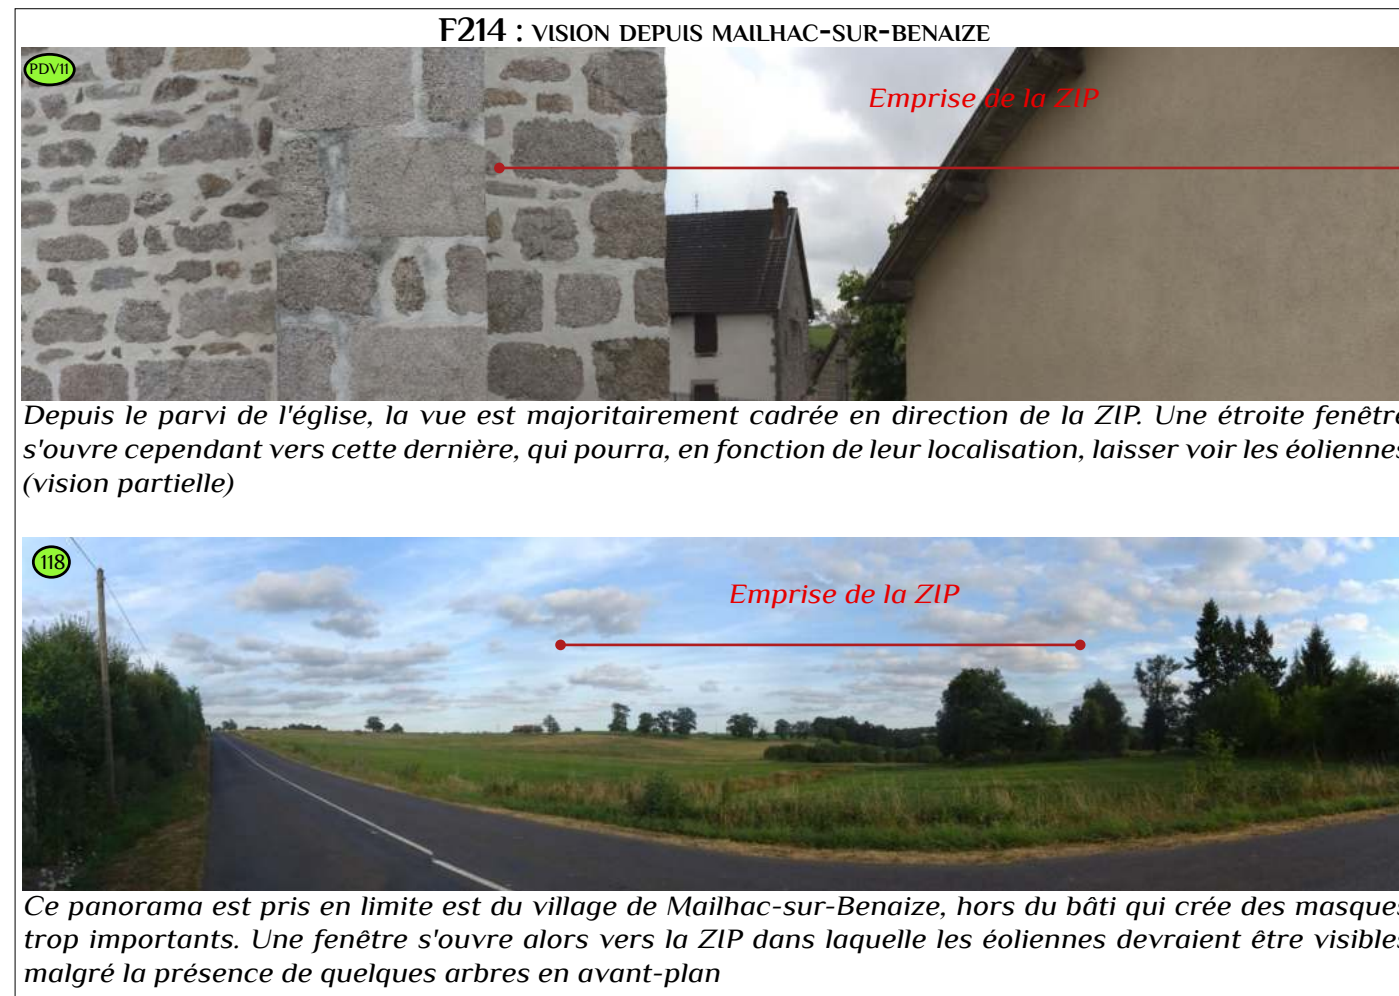 F214 : VISION DEPUIS MAILHAC-SUR-BENAIZE
PDV11
Emprise de la ZIP
Depuis le parvi de l'église, la vue est majoritairement cadrée en direction de la ZIP. Une étroite fenêtre
s'ouvre cependant vers cette dernière, qui pourra, en fonction de leur localisation, laisser voir les éoliennes
(vision partielle)
118
Emprise de la ZIP
Ce panorama est pris en limite est du village de Mailhac-sur-Benaize, hors du bâti qui crée des masques
trop importants. Une fenêtre s'ouvre alors vers la ZIP dans laquelle les éoliennes devraient être visibles
malgré la présence de quelques arbres en avant-plan